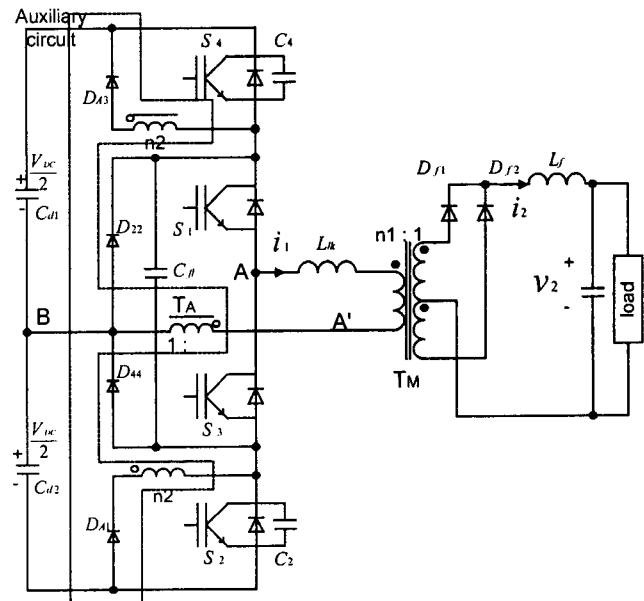 Auxiliary
circuit
S4
C4
DA3
n2
VDC
2
Cd1
D22
S1
Cfl
A
i1
Llk
n1 : 1
Df1
Df2
Lf
i2
v2
+
-
load
B
TA
1 :
A'
TM
D44
S3
VDC
2
Cd2
n2
DA1
S2
C2